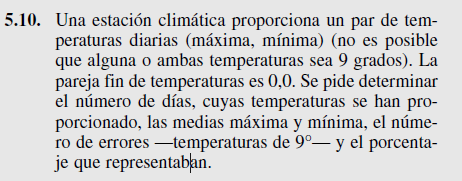 5.10. Una estación climática proporciona un par de tem-
peraturas diarias (máxima, mínima) (no es posible
que alguna o ambas temperaturas sea 9 grados). La
pareja fin de temperaturas es 0,0. Se pide determinar
el número de días, cuyas temperaturas se han pro-
porcionado, las medias máxima y mínima, el núme-
ro de errores —temperaturas de 9°— y el porcenta-
je que representaban.